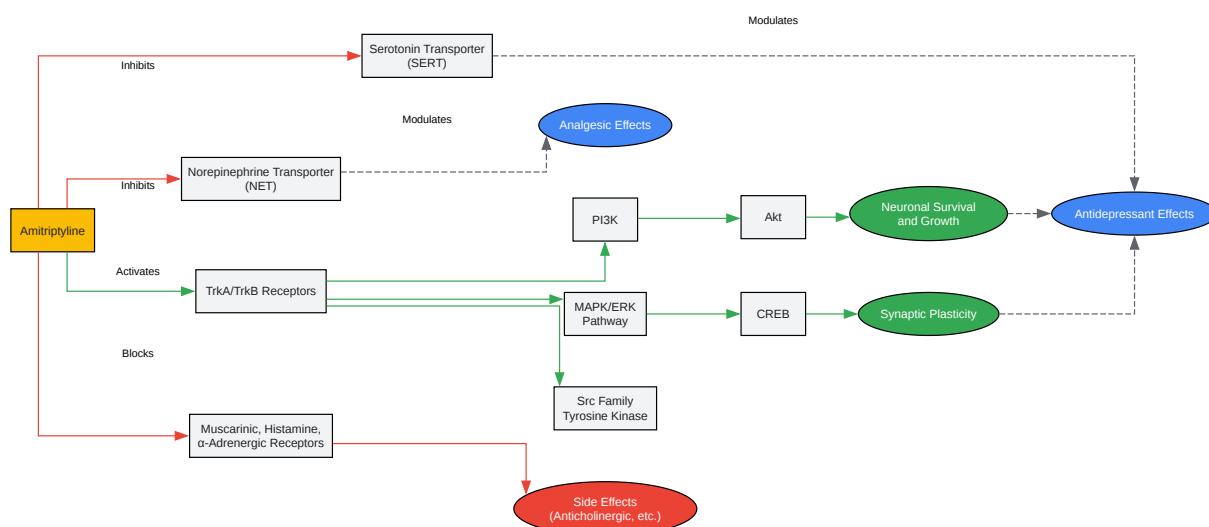 Modulates
Serotonin Transporter
(SERT)
Inhibits
Modulates
Analgesic Effects
Norepinephrine Transporter
(NET)
Inhibits
PI3K
Akt
Neuronal Survival
and Growth
Antidepressant Effects
Amitriptyline
Activates
TrkA/TrkB Receptors
MAPK/ERK
Pathway
CREB
Synaptic Plasticity
Blocks
Src Family
Tyrosine Kinase
Muscarinic, Histamine,
α-Adrenergic Receptors
Side Effects
(Anticholinergic, etc.)